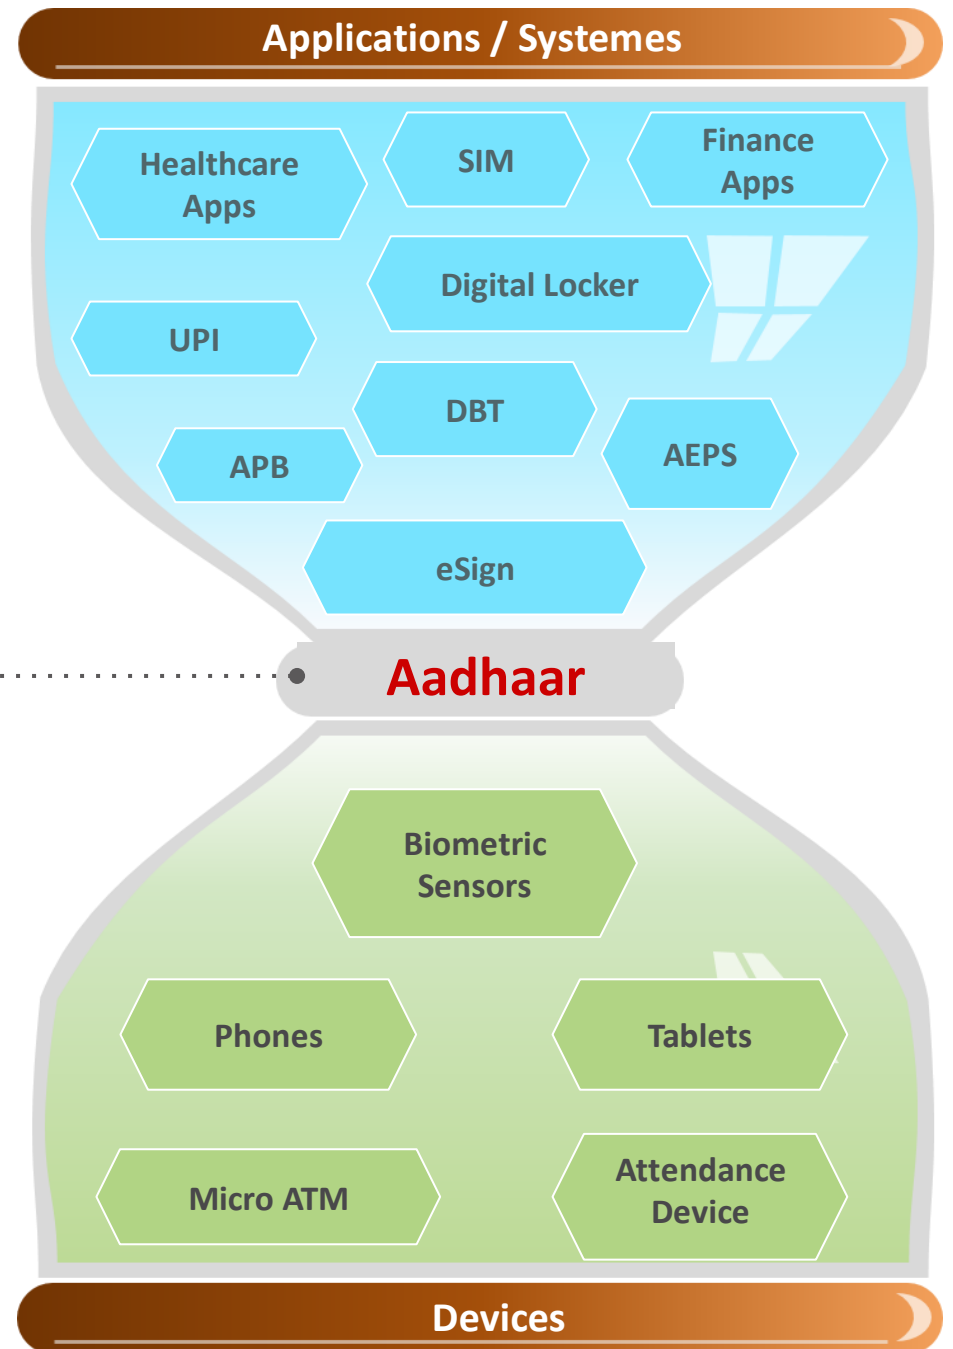 Applications / Systemes
Healthcare
Apps
SIM
Finance
Apps
Digital Locker
UPI
DBT
APB
AEPS
eSign
Aadhaar
Biometric
Sensors
Phones
Tablets
Micro ATM
Attendance
Device
Devices